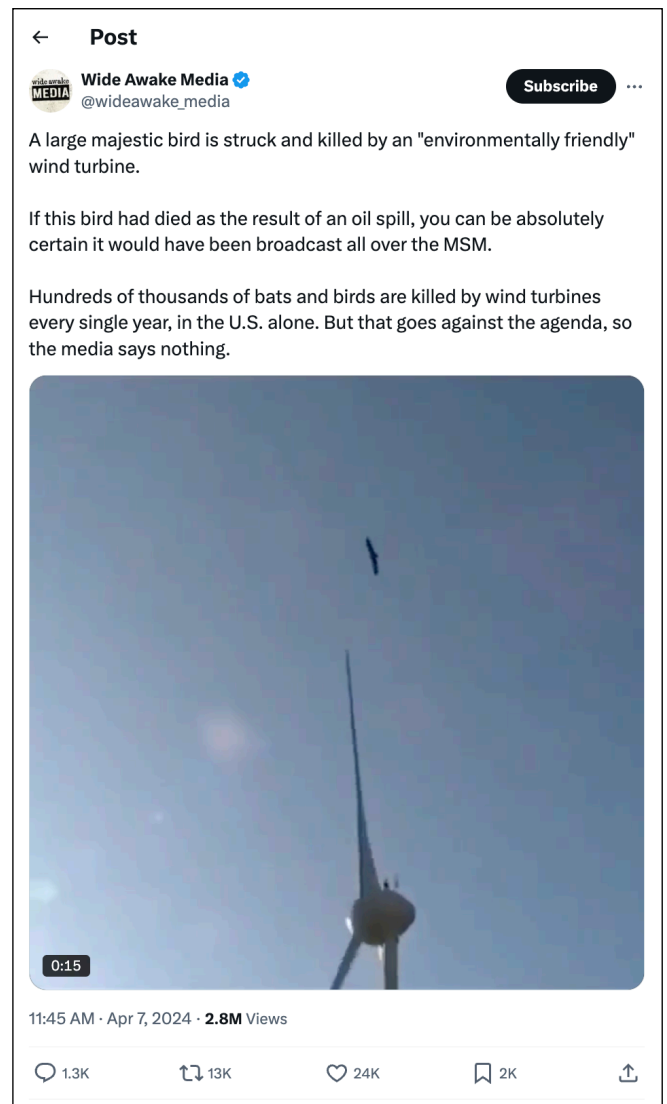 Post
wide awake
MEDIA
Wide Awake Media
@wideawake_media
Subscribe
A large majestic bird is struck and killed by an "environmentally friendly"
wind turbine.
If this bird had died as the result of an oil spill, you can be absolutely
certain it would have been broadcast all over the MSM.
Hundreds of thousands of bats and birds are killed by wind turbines
every single year, in the U.S. alone. But that goes against the agenda, so
the media says nothing.
0:15
11:45 AM · Apr 7, 2024 · 2.8M Views
1.3K 13K 24K 2K